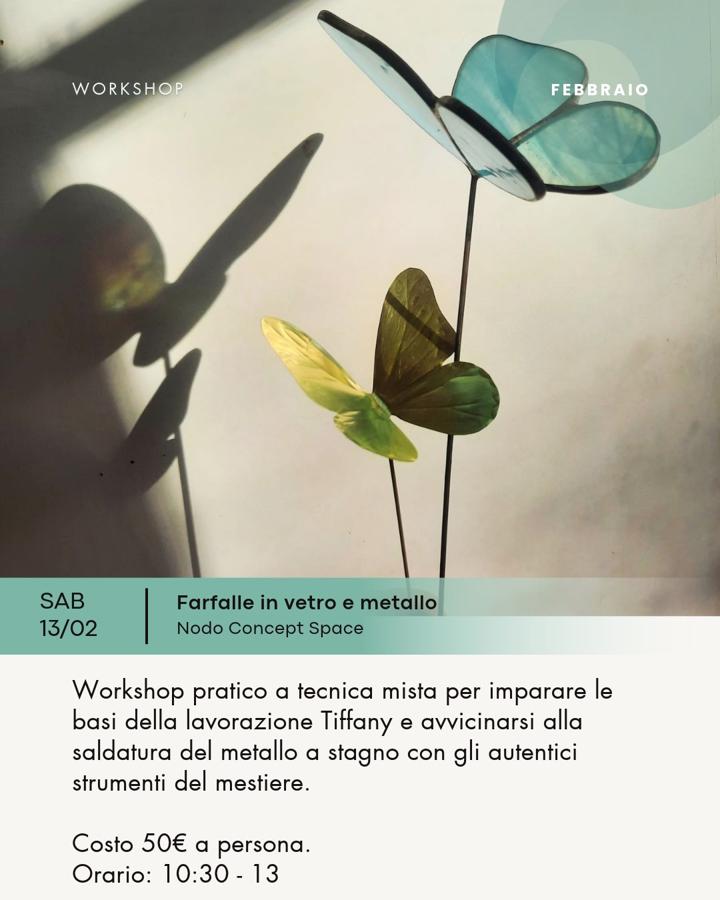 WORKSHOP
FEBBRAIO
SAB
13/02
Farfalle in vetro e metallo
Nodo Concept Space
Workshop pratico a tecnica mista per imparare le
basi della lavorazione Tiffany e avvicinarsi alla
saldatura del metallo a stagno con gli autentici
strumenti del mestiere.
Costo 50€ a persona.
Orario: 10:30 - 13